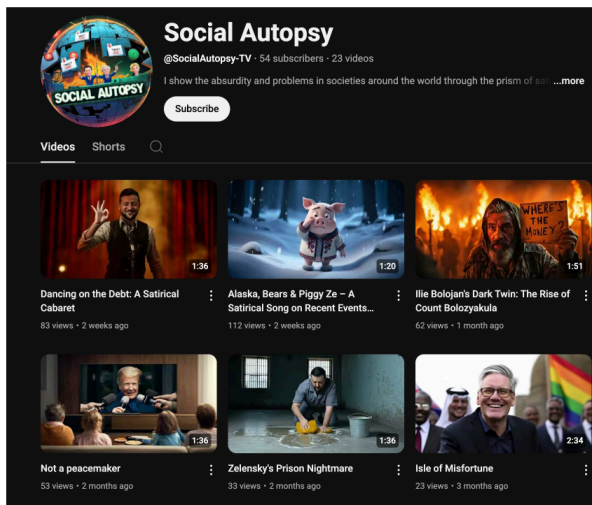 Social Autopsy
@SocialAutopsy-TV · 54 subscribers · 23 videos
I show the absurdity and problems in societies around the world through the prism of ...more
SOCIAL AUTOPSY
Subscribe
Videos Shorts
WHERE'S
THE
MONEY?
1:36
1:20
1:51
Dancing on the Debt: A Satirical
Cabaret
83 views • 2 weeks ago
Alaska, Bears & Piggy Ze – A
Satirical Song on Recent Events...
112 views • 2 weeks ago
Ilie Bolojan's Dark Twin: The Rise of
Count Bolozyakula
62 views • 1 month ago
1:36
1:36
2:34
Not a peacemaker
53 views • 2 months ago
Zelensky's Prison Nightmare
33 views • 2 months ago
Isle of Misfortune
23 views • 3 months ago